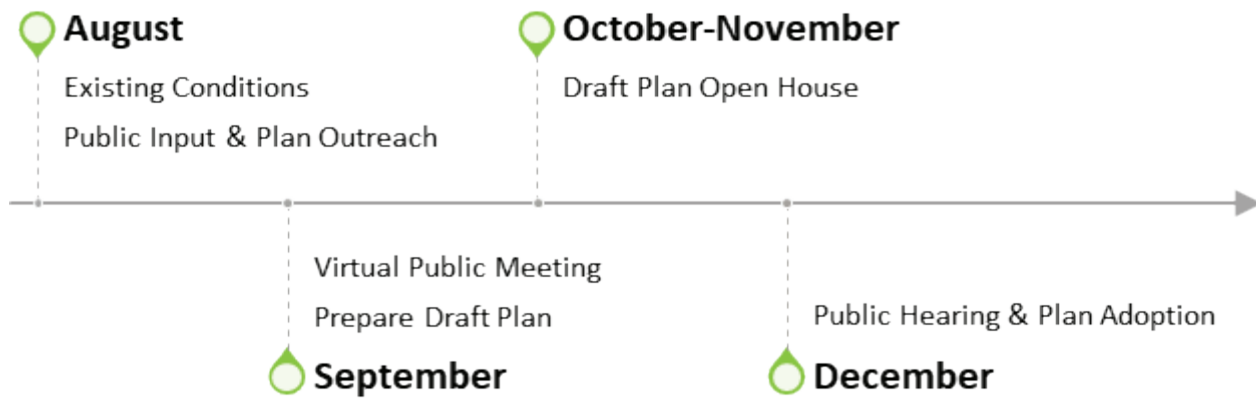 August
Existing Conditions
Public Input & Plan Outreach
October-November
Draft Plan Open House
Virtual Public Meeting
Prepare Draft Plan
September
Public Hearing & Plan Adoption
December